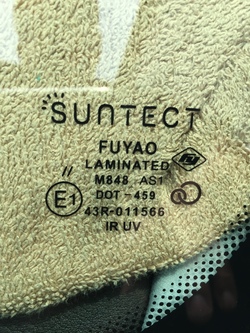 SUNTECT
FUYAO
LAMINATED
M848 AS1
E1 DOT-459
43R-011566
IR UV